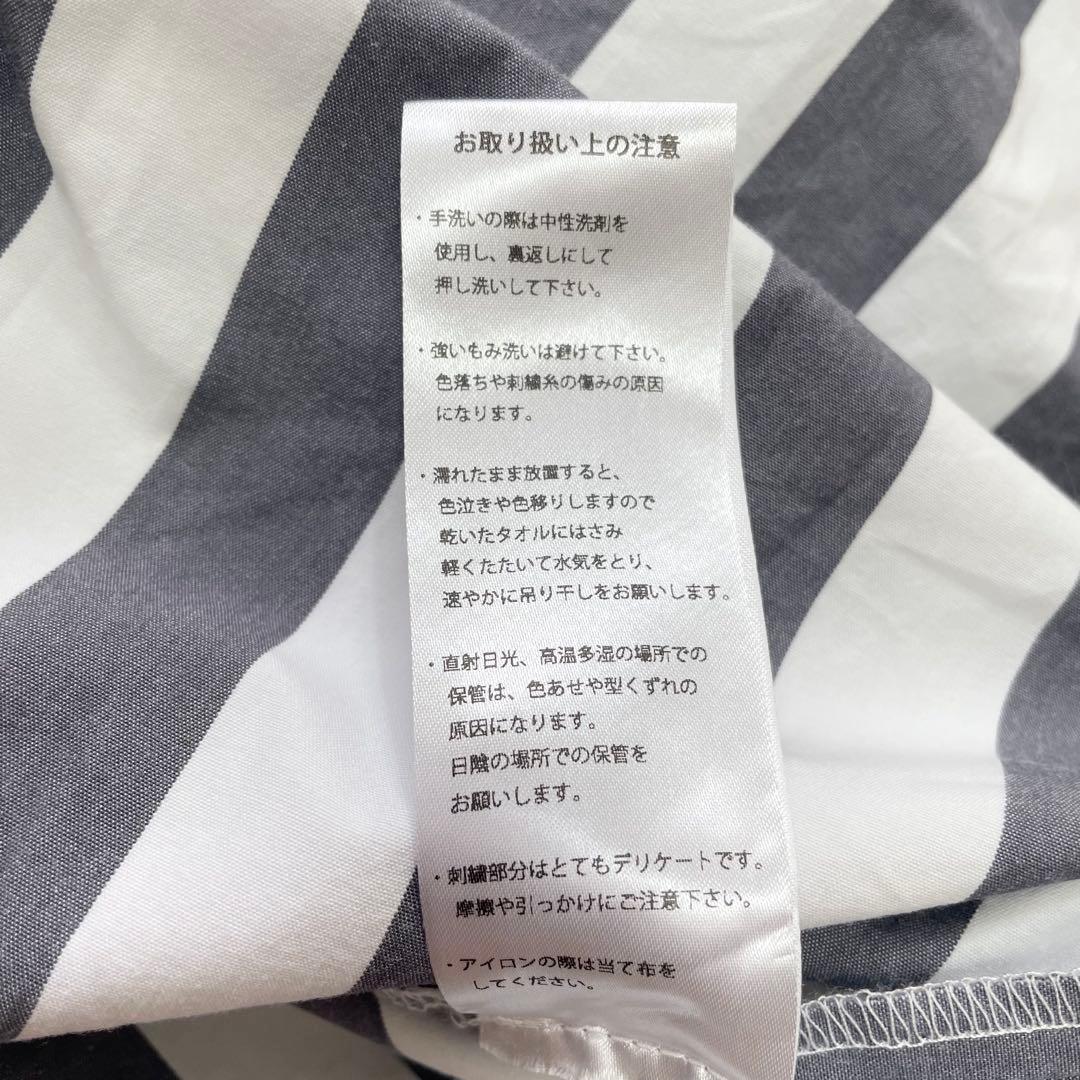 お取り扱い上の注意
・手洗いの際は中性洗剤を
使用し、裏返しにして
押し洗いして下さい。
・強いもみ洗いは避けて下さい。
色落ちや刺繍糸の傷みの原因
になります。
・濡れたまま放置すると、
色泣きや色移りしますので
乾いたタオルにはさみ
軽くたたいて水気をとり、
速やかに吊り干しをお願いします。
・直射日光、高温多湿の場所での
保管は、色あせや型くずれの
原因になります。
日陰の場所での保管を
お願いします。
・刺繍部分はとてもデリケートです。
摩擦や引っかけにご注意下さい。
・アイロンの際は当て布を
してください。